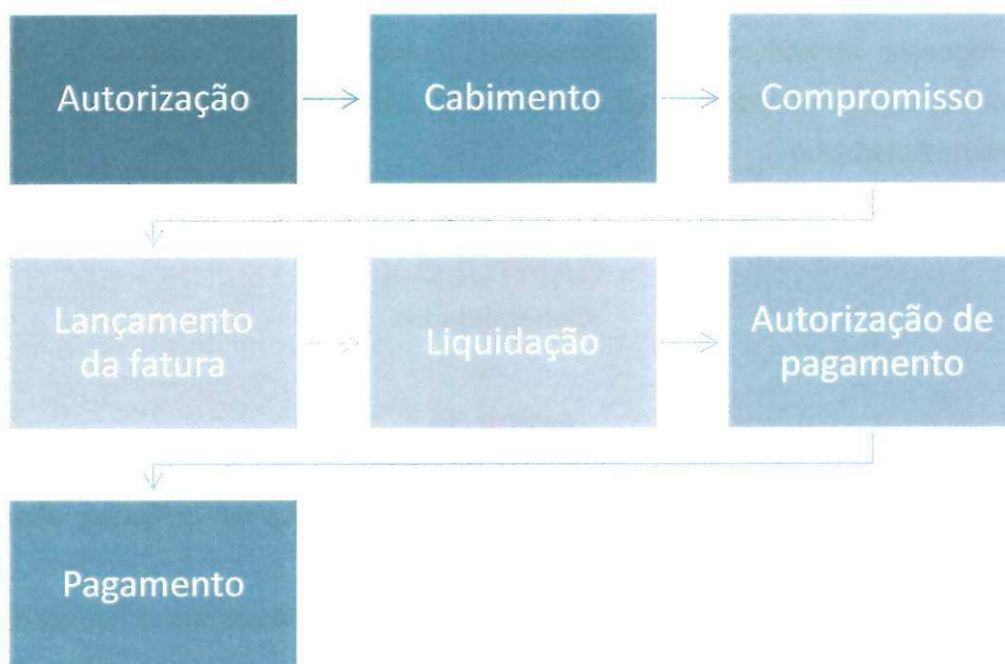 Autorização
Cabimento
Compromisso
Lançamento
da fatura
Liquidação
Autorização de
pagamento
Pagamento